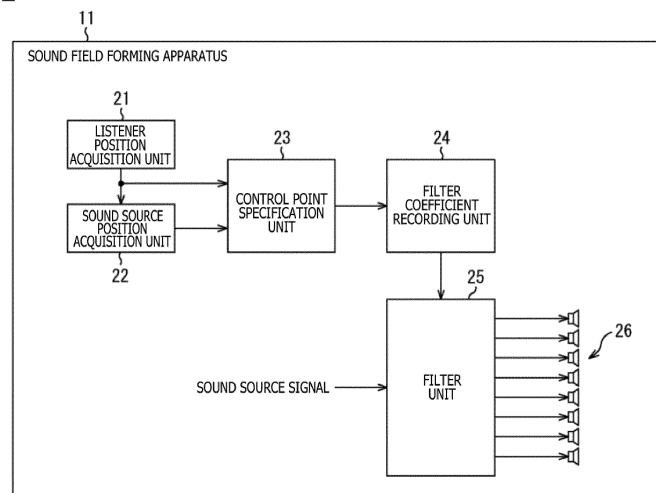 11
SOUND FIELD FORMING APPARATUS
21
LISTENER
POSITION
ACQUISITION UNIT
23
CONTROL POINT
SPECIFICATION
UNIT
24
FILTER
COEFFICIENT
RECORDING UNIT
SOUND SOURCE
POSITION
ACQUISITION UNIT
22
25
FILTER
UNIT
26
SOUND SOURCE SIGNAL